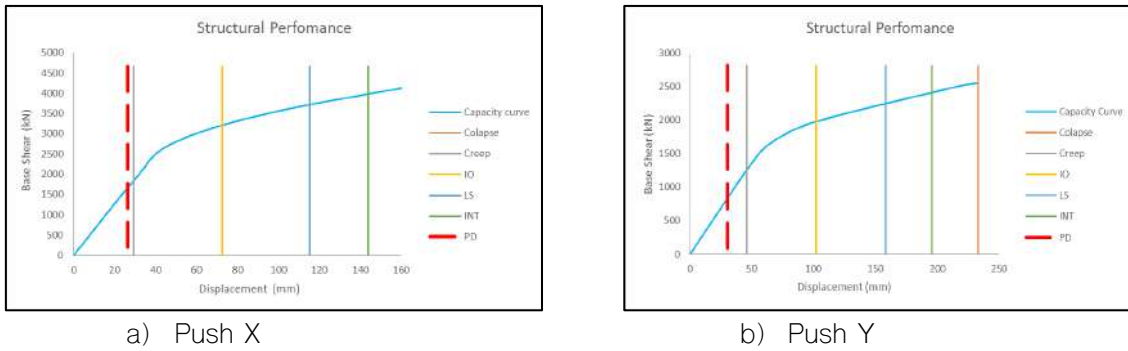 Structural Perfomance
5000
4500
4000
3500
3000
2500
2000
1500
1000
500
0
Base Shear (kN)
0 20 40 60 80 100 120 140 160
Displacement (mm)
Capacity curve
Colapse
Creep
IO
LS
INT
PD
a) Push X
Structural Perfomance
3000
2500
2000
1500
1000
500
0
Base Shear (kN)
0 50 100 150 200 250
Displacement (mm)
Capacity Curve
Colapse
Creep
IO
LS
INT
PD
b) Push Y